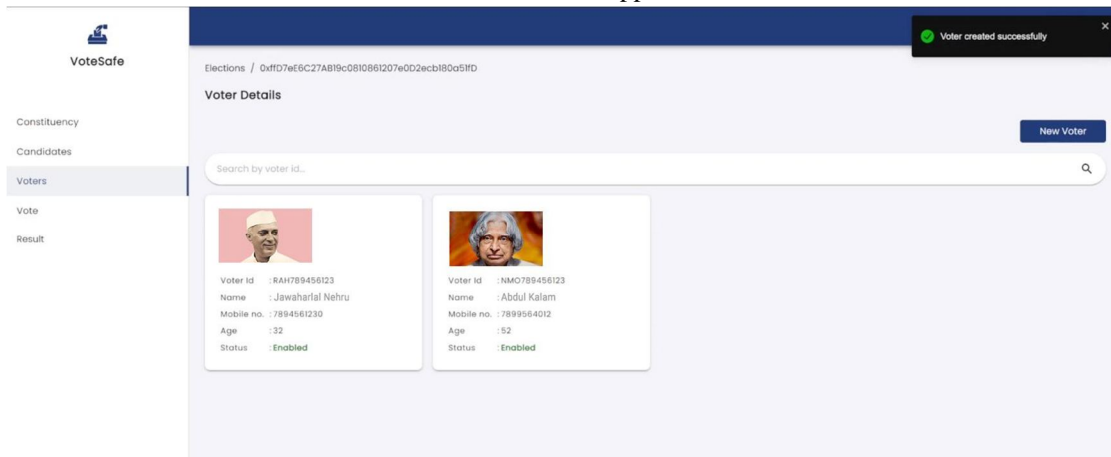 VoteSafe
Constituency
Candidates
Voters
Vote
Result
Voter created successfully
Elections / 0xffD7eE6C27AB19c0810861207e0D2ecb180a51fD
Voter Details
New Voter
Search by voter id...
Voter Id : RAH789456123
Name : Jawaharlal Nehru
Mobile no. : 7894561230
Age : 32
Status : Enabled
Voter Id : NMO789456123
Name : Abdul Kalam
Mobile no. : 7899564012
Age : 52
Status : Enabled